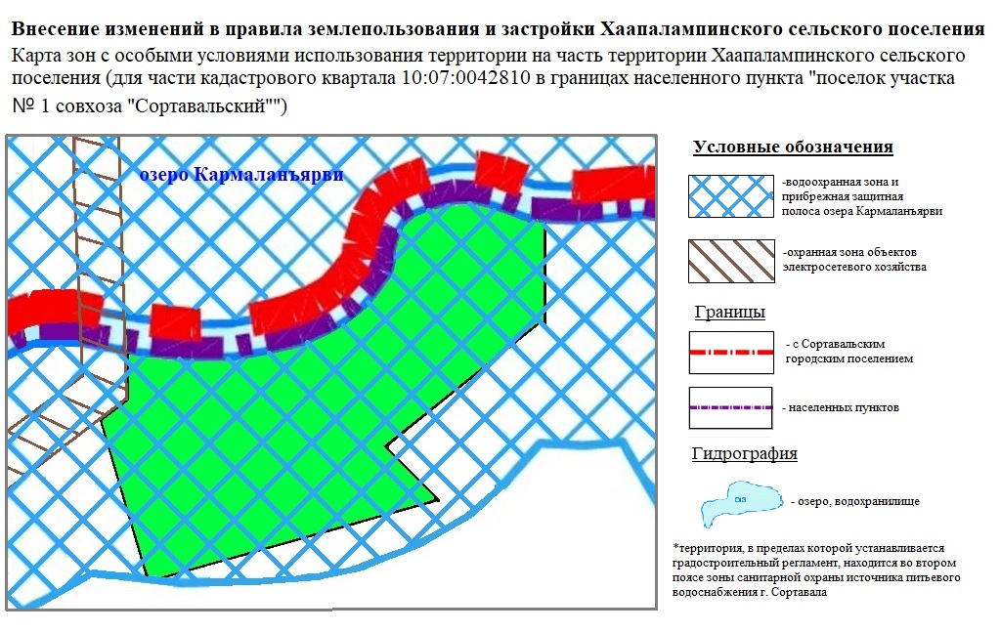 Внесение изменений в правила землепользования и застройки Хаапалампинского сельского поселения
Карта зон с особыми условиями использования территории на часть территории Хаапалампинского сельского
поселения (для части кадастрового квартала 10:07:0042810 в границах населенного пункта "поселок участка
№ 1 совхоза "Сортавальский"")
озеро Кармаланъярви
Условные обозначения
-водоохранная зона и
прибрежная защитная
полоса озера Кармаланъярви
-охранная зона объектов
электросетевого хозяйства
Границы
- с Сортавальским
городским поселением
- населенных пунктов
Гидрография
оз
- озеро, водохранилище
*территория, в пределах которой устанавливается
градостроительный регламент, находится во втором
поясе зоны санитарной охраны источника питьевого
водоснабжения г. Сортавала